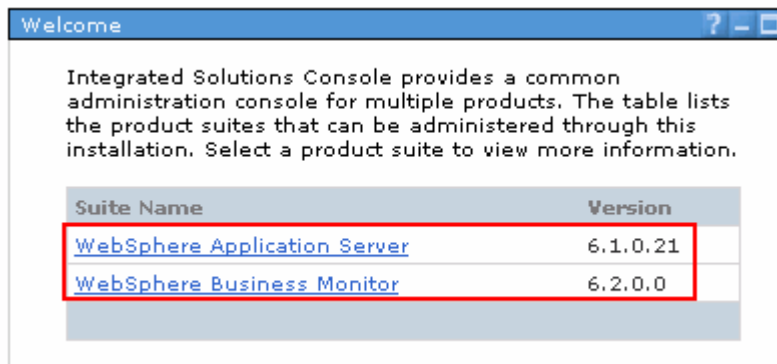 Welcome ?
Integrated Solutions Console provides a common
administration console for multiple products. The table lists
the product suites that can be administered through this
installation. Select a product suite to view more information.
Suite Name Version
WebSphere Application Server 6.1.0.21
WebSphere Business Monitor 6.2.0.0